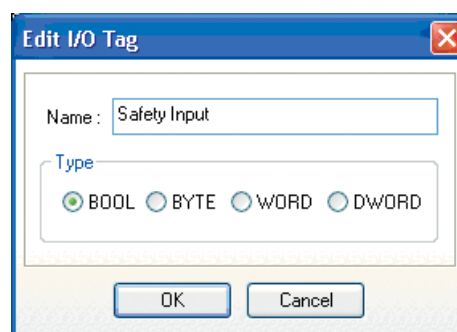 Edit I/O Tag
Name : Safety Input
Type
BOOL BYTE WORD DWORD
OK Cancel